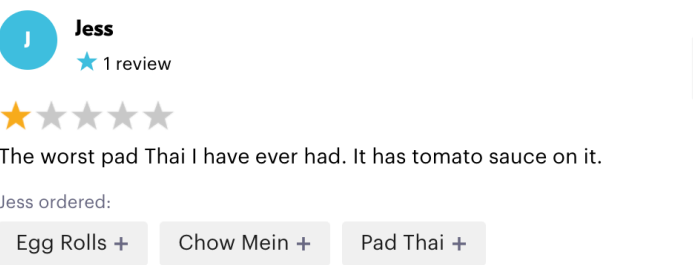 J
Jess
1 review
The worst pad Thai I have ever had. It has tomato sauce on it.
Jess ordered:
Egg Rolls +
Chow Mein +
Pad Thai +